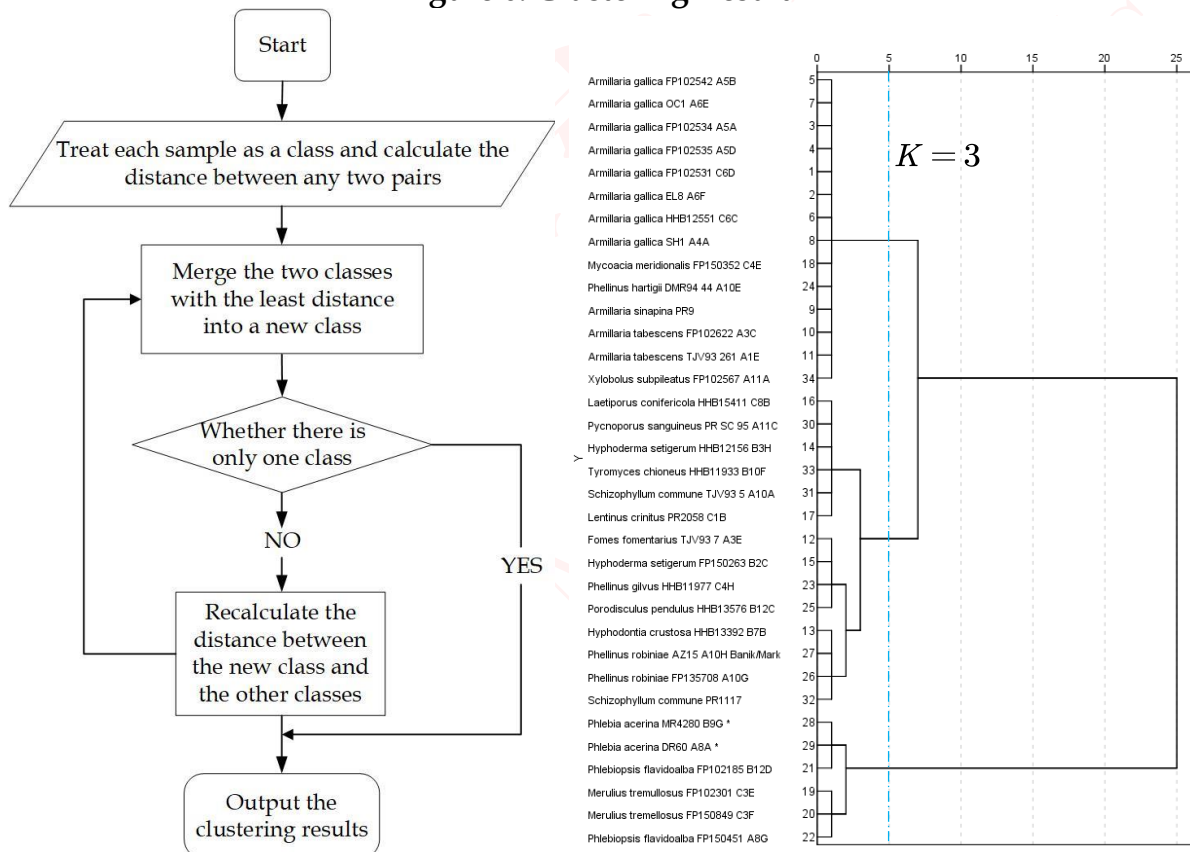 Start
Treat each sample as a class and calculate the
distance between any two pairs
Merge the two classes
with the least distance
into a new class
Whether there is
only one class
NO
YES
Recalculate the
distance between
the new class and
the other classes
Output the
clustering results
0 5 10 15 20 25
K = 3
Y
Armillaria gallica FP102542 A5B 5
Armillaria gallica OC1 A6E 7
Armillaria gallica FP102534 A5A 3
Armillaria gallica FP102535 A5D 4
Armillaria gallica FP102531 C6D 1
Armillaria gallica EL8 A6F 2
Armillaria gallica HHB12551 C6C 6
Armillaria gallica SH1 A4A 8
Mycoacia meridionalis FP150352 C4E 18
Phellinus hartigii DMR94 44 A10E 24
Armillaria sinapina PR9 9
Armillaria tabescens FP102622 A3C 10
Armillaria tabescens TJV93 261 A1E 11
Xylobolus subpileatus FP102567 A11A 34
Laetiporus conifericola HHB15411 C8B 16
Pycnoporus sanguineus PR SC 95 A11C 30
Hyphoderma setigerum HHB12156 B3H 14
Tyromyces chioneus HHB11933 B10F 33
Schizophyllum commune TJV93 5 A10A 31
Lentinus crinitus PR2058 C1B 17
Fomes fomentarius TJV93 7 A3E 12
Hyphoderma setigerum FP150263 B2C 15
Phellinus gilvus HHB11977 C4H 23
Porodisculus pendulus HHB13576 B12C 25
Hyphodontia crustosa HHB13392 B7B 13
Phellinus robiniae AZ15 A10H Banik/Mark 27
Phellinus robiniae FP135708 A10G 26
Schizophyllum commune PR1117 32
Phlebia acerina MR4280 B9G * 28
Phlebia acerina DR60 A8A * 29
Phlebiopsis flavidoalba FP102185 B12D 21
Merulius tremullosus FP102301 C3E 19
Merulius tremellosus FP150849 C3F 20
Phlebiopsis flavidoalba FP150451 A8G 22